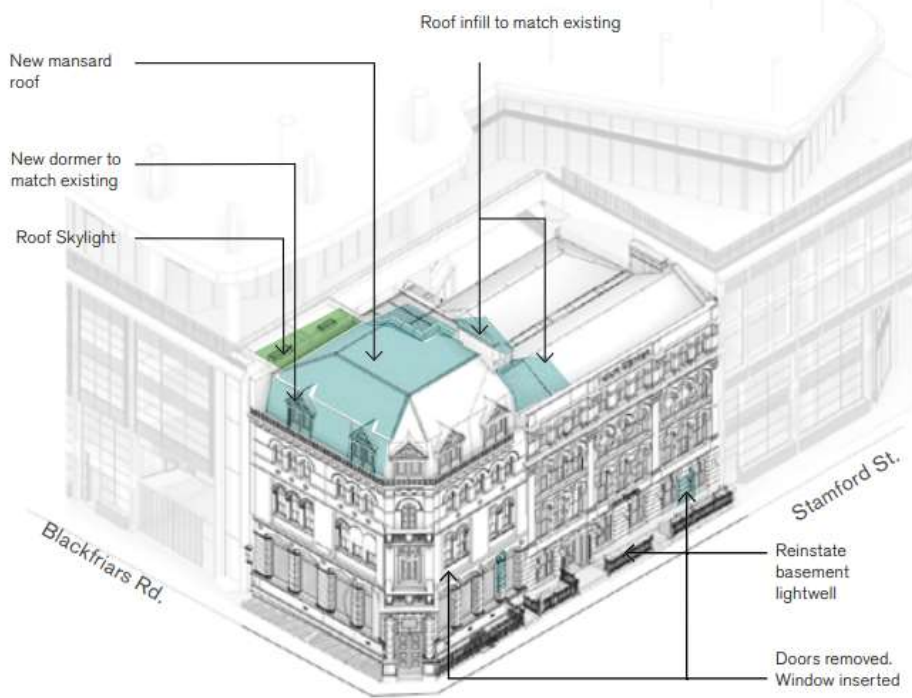 Roof infill to match existing
New mansard
roof
New dormer to
match existing
Roof Skylight
Blackfriars Rd.
Stamford St.
Reinstate
basement
lightwell
Doors removed.
Window inserted